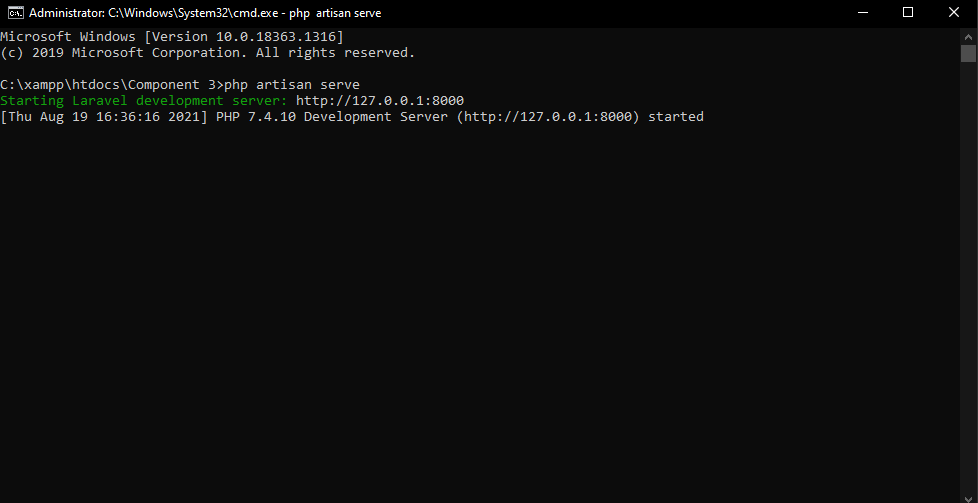 Administrator: C:\Windows\System32\cmd.exe - php  artisan serve
Microsoft Windows [Version 10.0.18363.1316]
(c) 2019 Microsoft Corporation. All rights reserved.
C:\xampp\htdocs\Component 3>php artisan serve
Starting Laravel development server: http://127.0.0.1:8000
[Thu Aug 19 16:36:16 2021] PHP 7.4.10 Development Server (http://127.0.0.1:8000) started